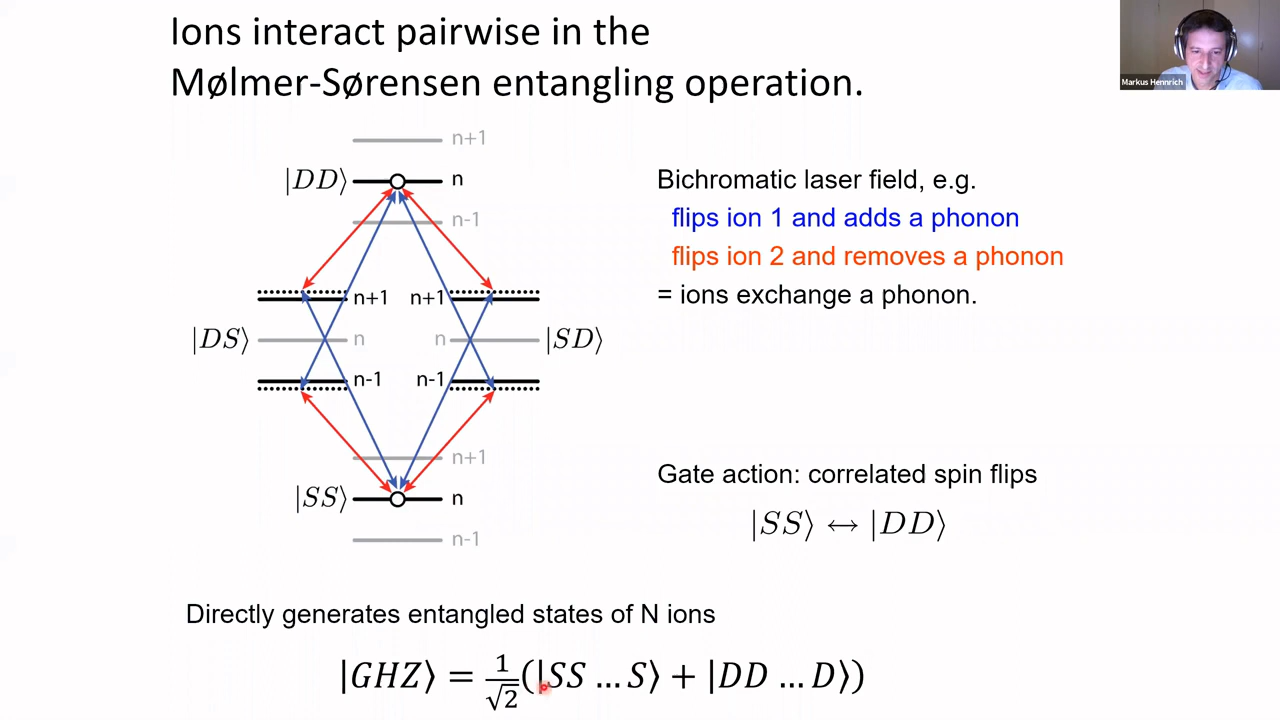 Ions interact pairwise in the
Mølmer-Sørensen entangling operation.
Markus Hennrich
n+1
|DD⟩ n
n-1
n+1 n+1
|DS⟩ n n |SD⟩
n-1 n-1
n+1
|SS⟩ n
n-1
Bichromatic laser field, e.g.
flips ion 1 and adds a phonon
flips ion 2 and removes a phonon
= ions exchange a phonon.
Gate action: correlated spin flips
|SS⟩ ↔ |DD⟩
Directly generates entangled states of N ions
|GHZ⟩ = 1/√2 (|SS ... S⟩ + |DD ... D⟩)